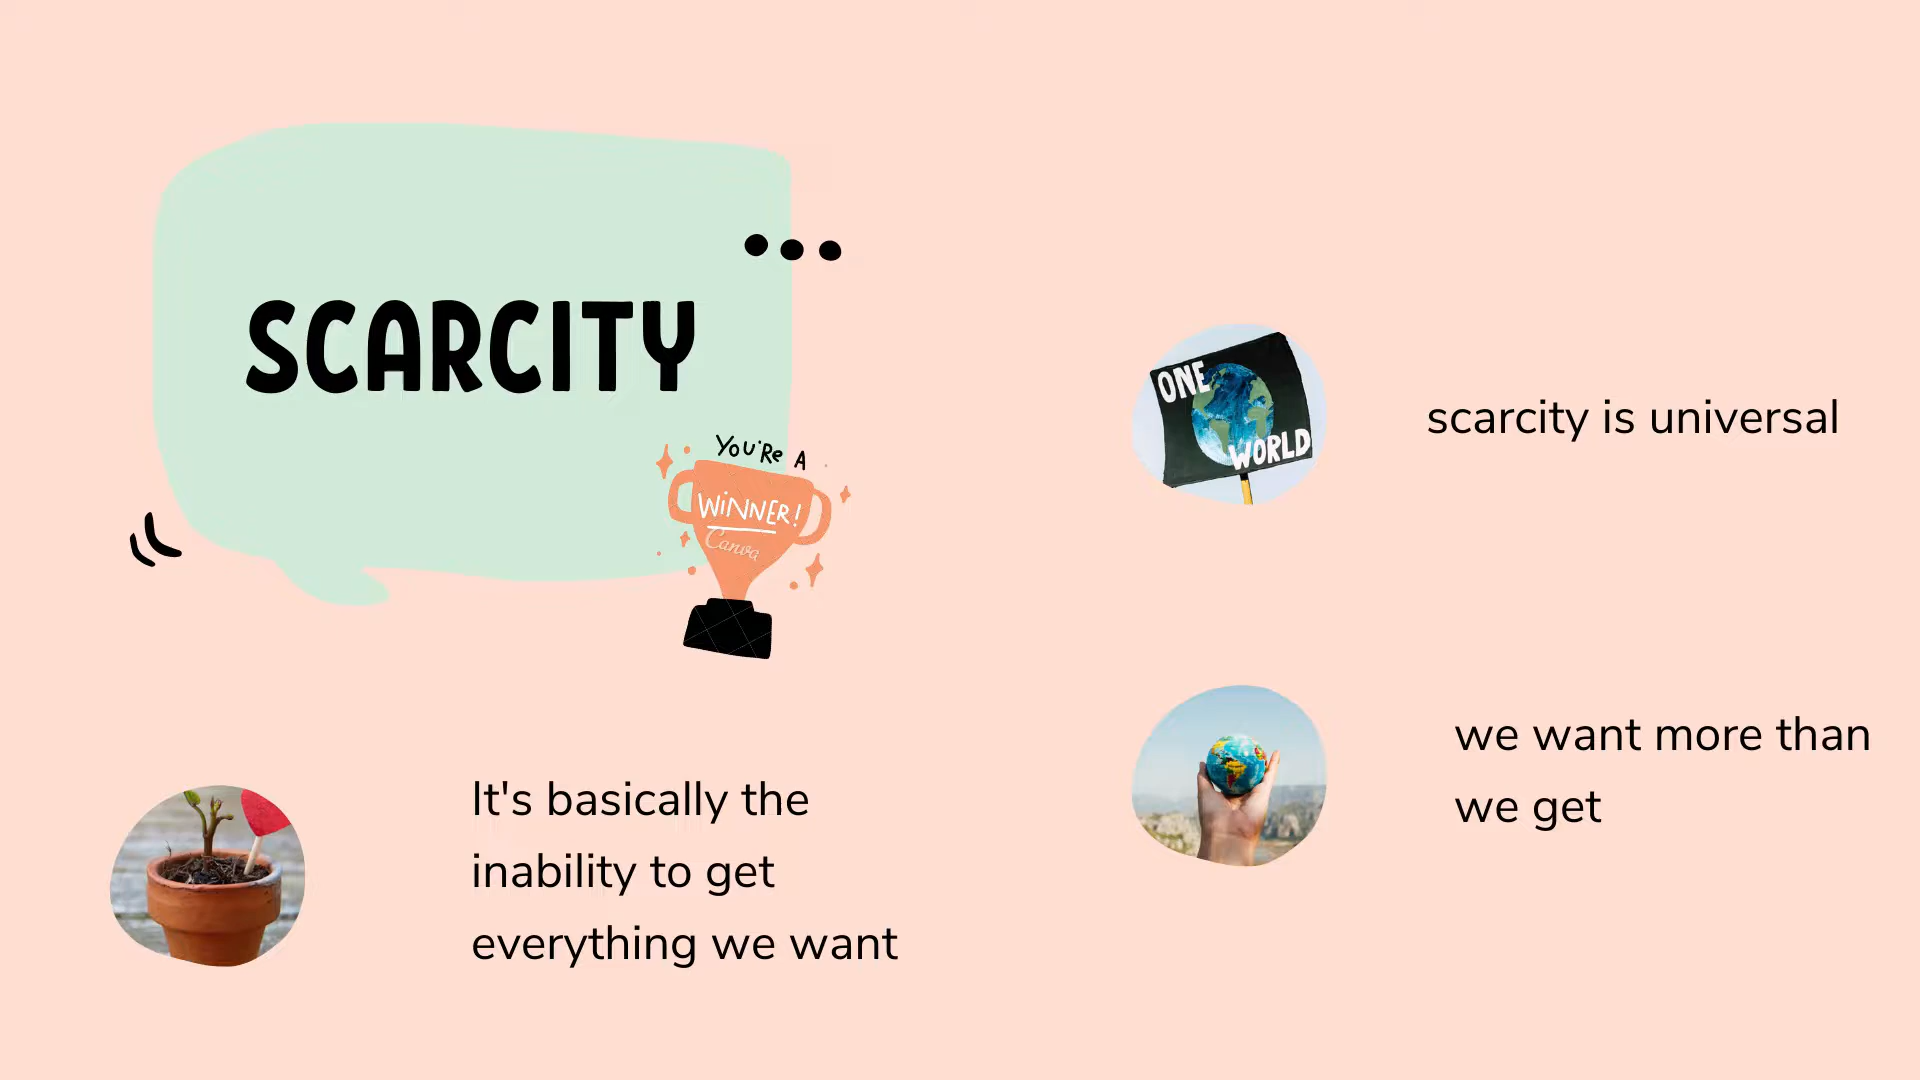 SCARCITY
YOU'Re A
WiNNER!
Canva
ONE
WORLD
scarcity is universal
we want more than
we get
It's basically the
inability to get
everything we want